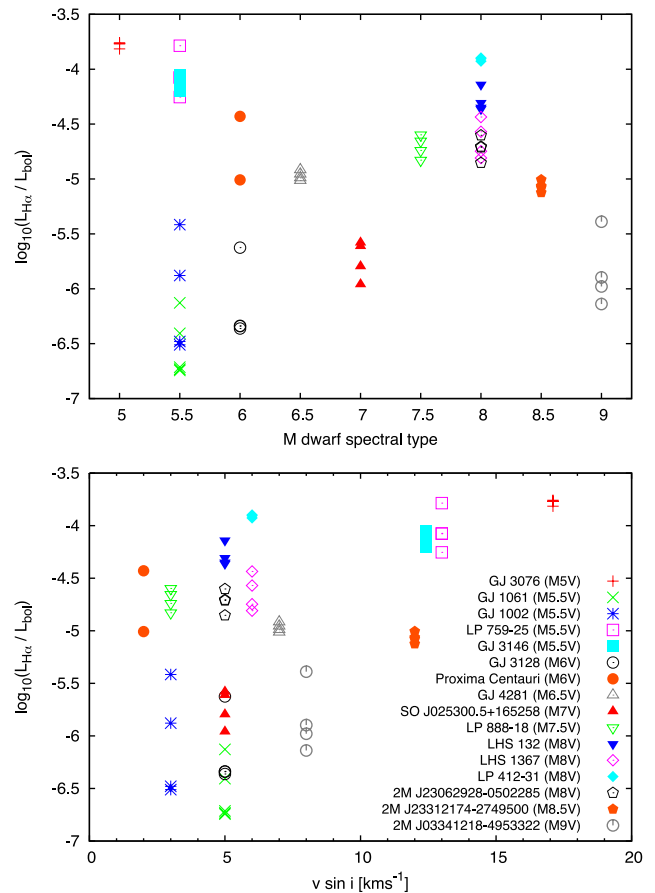 -3.5
-4
-4.5
-5
-5.5
-6
-6.5
-7
log10(LHα / Lbol)
5 5.5 6 6.5 7 7.5 8 8.5 9
M dwarf spectral type
-3.5
-4
-4.5
-5
-5.5
-6
-6.5
-7
log10(LHα / Lbol)
GJ 3076 (M5V)
GJ 1061 (M5.5V)
GJ 1002 (M5.5V)
LP 759-25 (M5.5V)
GJ 3146 (M5.5V)
GJ 3128 (M6V)
Proxima Centauri (M6V)
GJ 4281 (M6.5V)
SO J025300.5+165258 (M7V)
LP 888-18 (M7.5V)
LHS 132 (M8V)
LHS 1367 (M8V)
LP 412-31 (M8V)
2M J23062928-0502285 (M8V)
2M J23312174-2749500 (M8.5V)
2M J03341218-4953322 (M9V)
0 5 10 15 20
v sin i [kms-1]